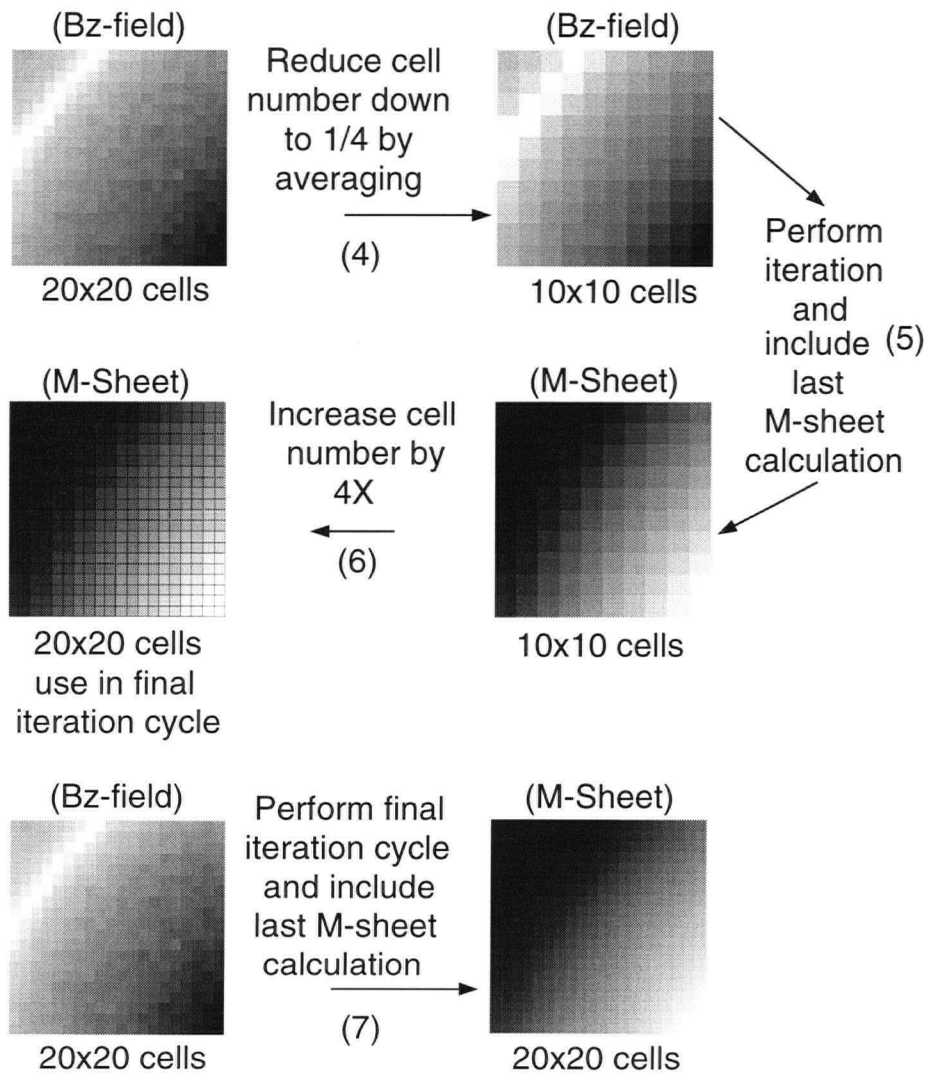 (Bz-field)
20x20 cells
Reduce cell
number down
to 1/4 by
averaging
(4)
(Bz-field)
10x10 cells
Perform
iteration
and
include
last
M-sheet
calculation
(5)
(M-Sheet)
10x10 cells
Increase cell
number by
4X
(6)
(M-Sheet)
20x20 cells
use in final
iteration cycle
(Bz-field)
20x20 cells
Perform final
iteration cycle
and include
last M-sheet
calculation
(7)
(M-Sheet)
20x20 cells